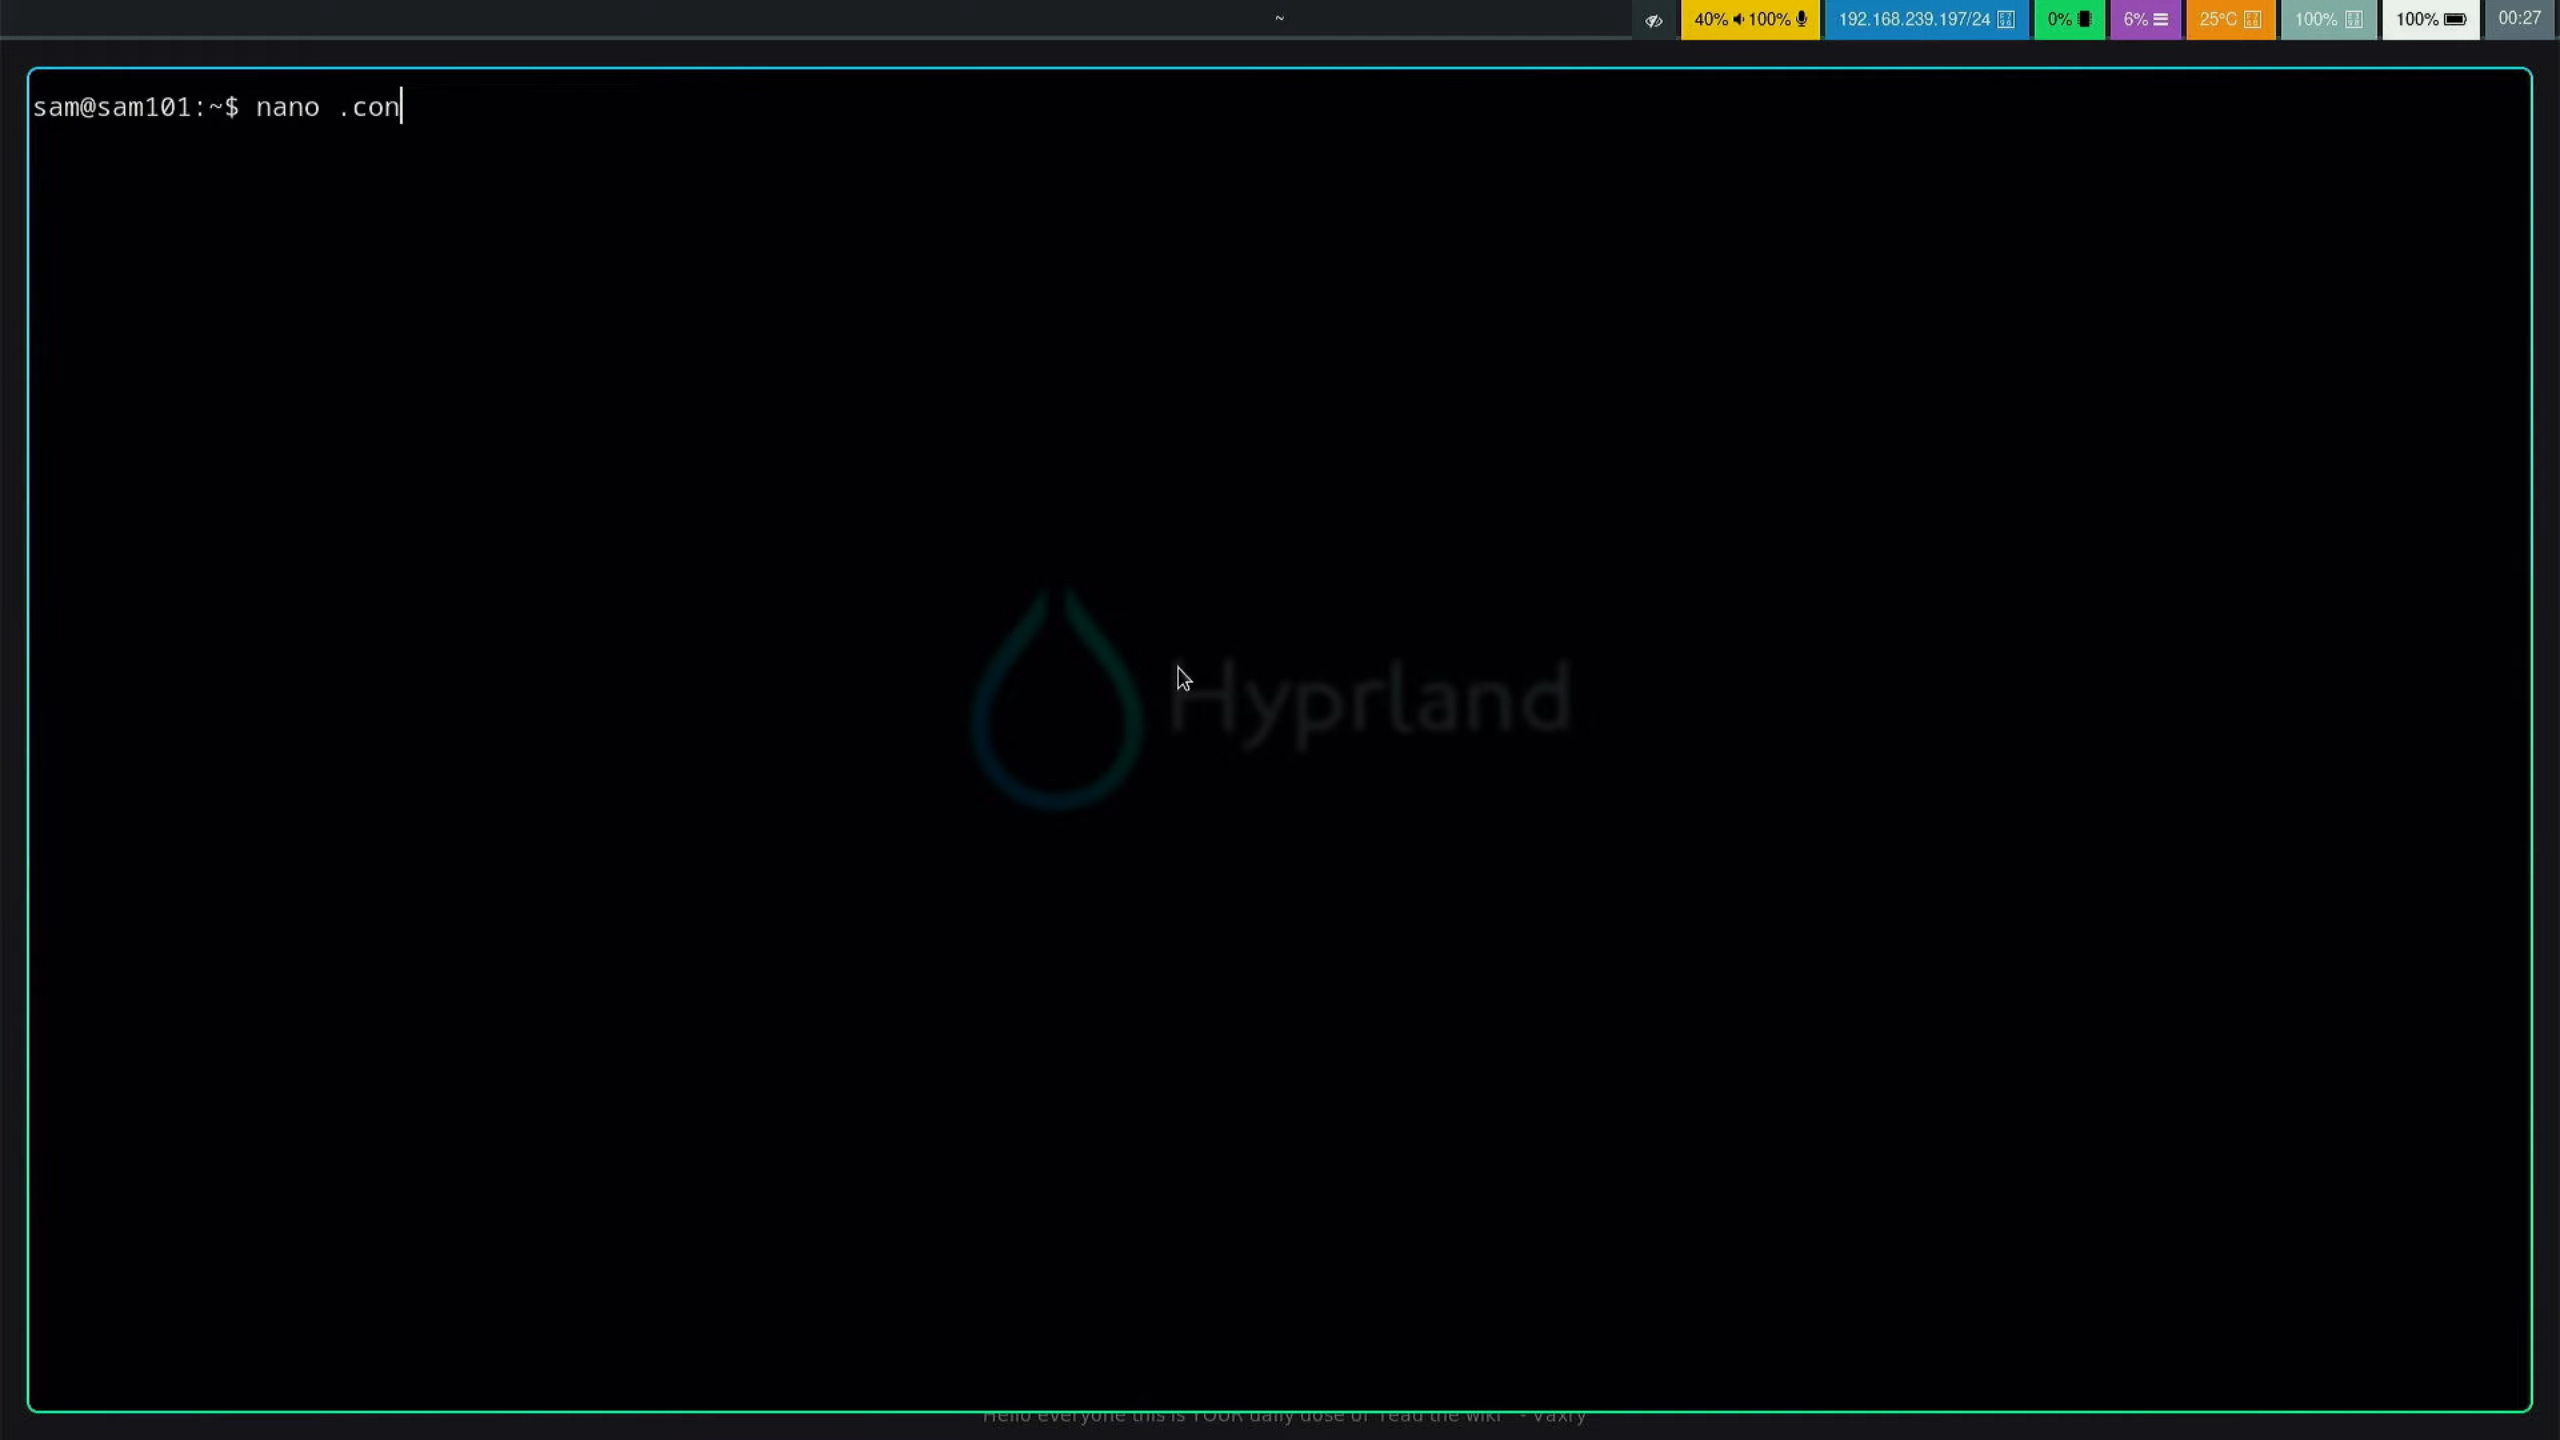 ~ 40% 100% 192.168.239.197/24 0% 6% 25°C 100% 100% 00:27
sam@sam101:~$ nano .con
Hyprland
Hello everyone this is YOUR daily dose of "read the wiki" - Vaxry